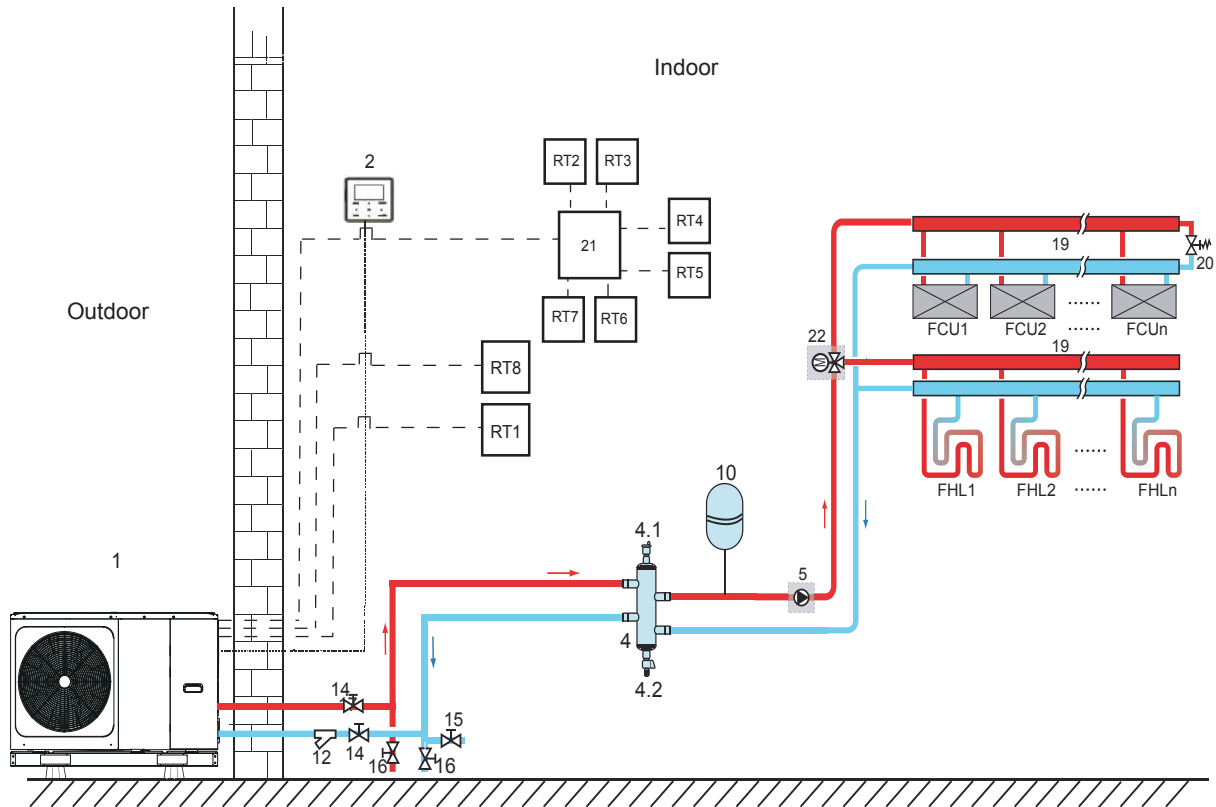 Indoor
Outdoor
2
RT2
RT3
21
RT4
RT5
RT7
RT6
RT8
RT1
19
20
FCU1
FCU2
......
......
FCUn
22
19
......
FHL1
FHL2
......
FHLn
10
4.1
5
4
4.2
1
14
15
12
14
16
16